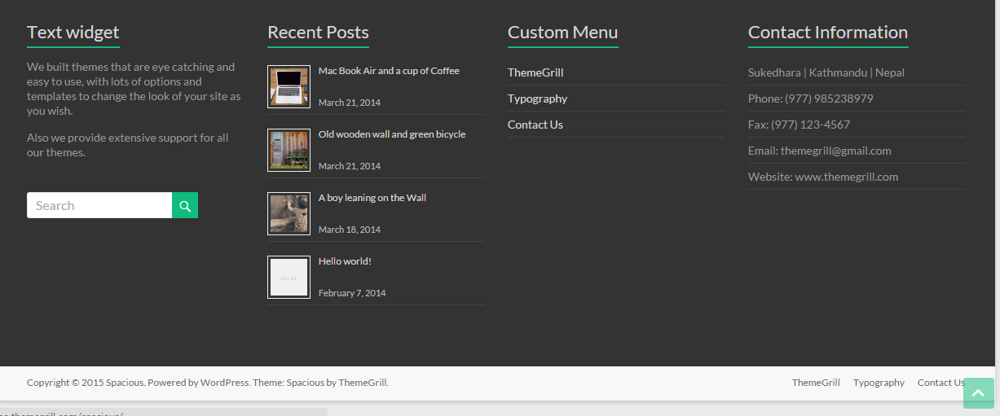 Text widget
We built themes that are eye catching and
easy to use, with lots of options and
templates to change the look of your site as
you wish.
Also we provide extensive support for all
our themes.
Search
Recent Posts
Mac Book Air and a cup of Coffee
March 21, 2014
Old wooden wall and green bicycle
March 21, 2014
A boy leaning on the Wall
March 18, 2014
Hello world!
February 7, 2014
Custom Menu
ThemeGrill
Typography
Contact Us
Contact Information
Sukedhara | Kathmandu | Nepal
Phone: (977) 985238979
Fax: (977) 123-4567
Email: themegrill@gmail.com
Website: www.themegrill.com
Copyright © 2015 Spacious. Powered by WordPress. Theme: Spacious by ThemeGrill.
ThemeGrill Typography Contact Us
.themegrill.com/spacious/